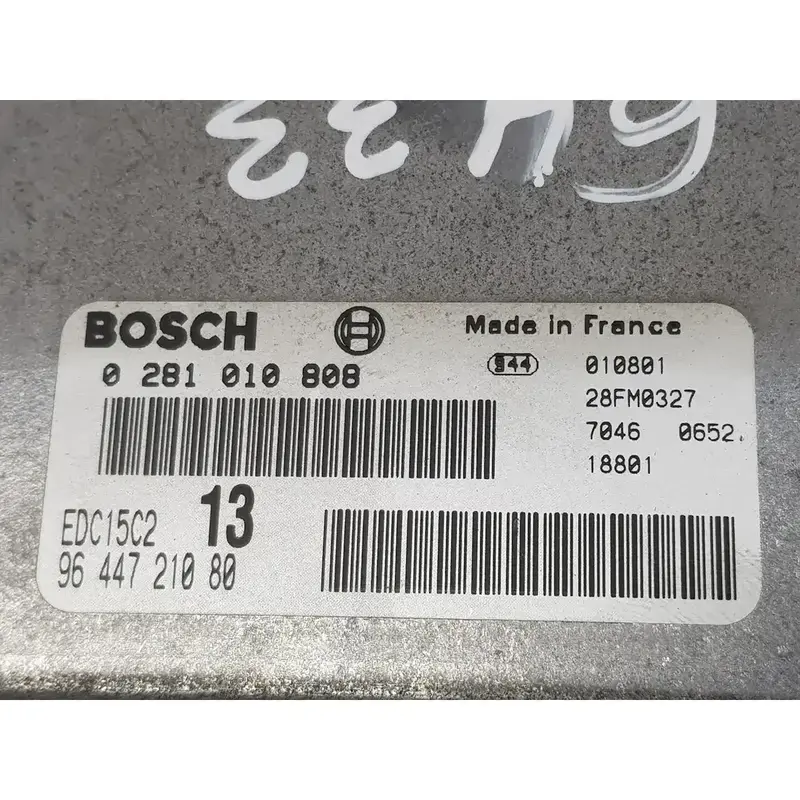 BOSCH
Made in France
0 281 010 808
944
010801
28FM0327
7046 0652.
18801
EDC15C2
13
96 447 210 80